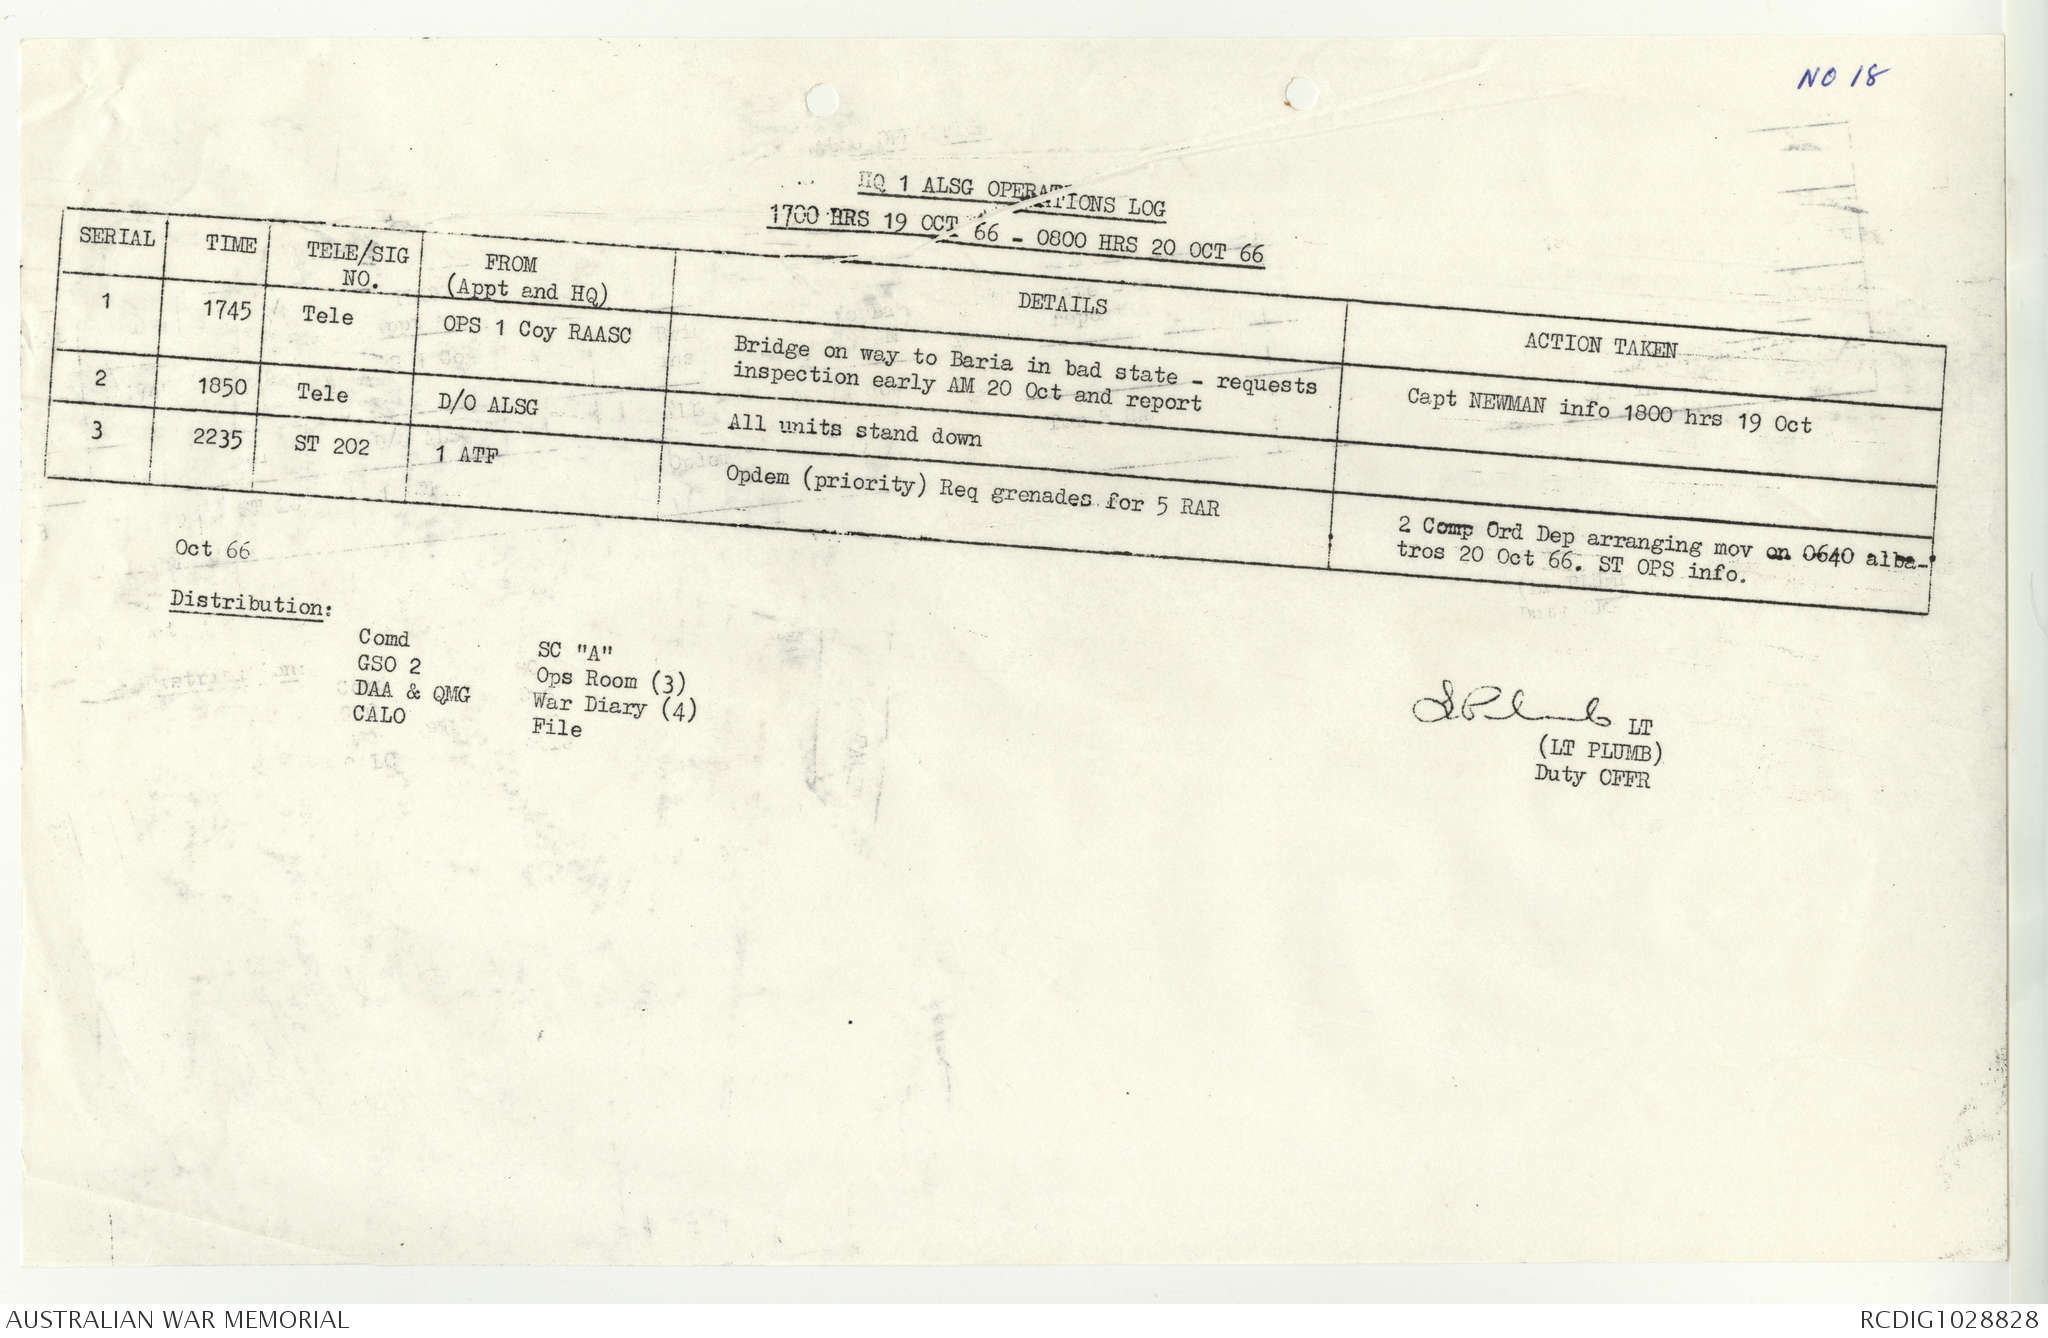 NO 18
HQ 1 ALSG OPERATIONS LOG
1700 HRS 19 OCT 66 - 0800 HRS 20 OCT 66
SERIAL TIME TELE/SIG NO. FROM (Appt and HQ) DETAILS ACTION TAKEN
1 1745 Tele OPS 1 Coy RAASC Bridge on way to Baria in bad state - requests
inspection early AM 20 Oct and report
Capt NEWMAN info 1800 hrs 19 Oct
2 1850 Tele D/O ALSG All units stand down
3 2235 ST 202 1 ATF Opdem (priority) Req grenades for 5 RAR
2 Comp Ord Dep arranging mov on 0640 alba-
tros 20 Oct 66. ST OPS info.
Oct 66
Distribution:
Comd SC "A"
GSO 2 Ops Room (3)
DAA & QMG War Diary (4)
CALO File
LT
(LT PLUMB)
Duty OFFR
AUSTRALIAN WAR MEMORIAL RCDIG1028828